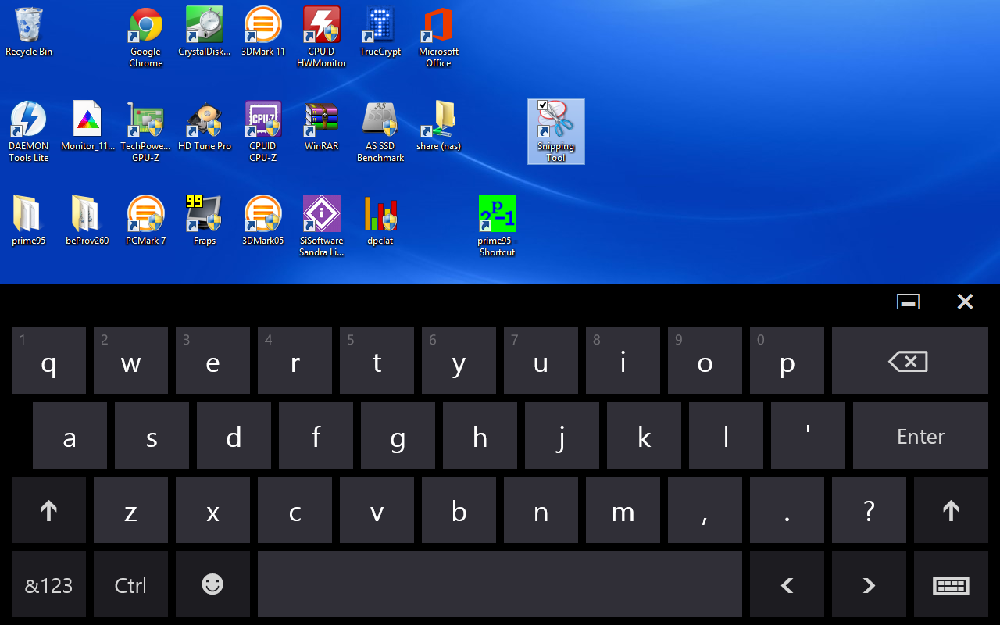 Recycle Bin
Google
Chrome
CrystalDisk...
3DMark 11
CPUID
HWMonitor
TrueCrypt
Microsoft
Office
DAEMON
Tools Lite
Monitor_11...
TechPowe...
GPU-Z
HD Tune Pro
CPUID
CPU-Z
WinRAR
AS SSD
Benchmark
share (nas)
Snipping
Tool
prime95
beProv260
PCMark 7
99
Fraps
3DMark05
SiSoftware
Sandra Li...
dpclat
prime95 -
Shortcut
1 2 3 4 5 6 7 8 9 0
q w e r t y u i o p
a s d f g h j k l ' Enter
z x c v b n m , . ?
&123 Ctrl < >